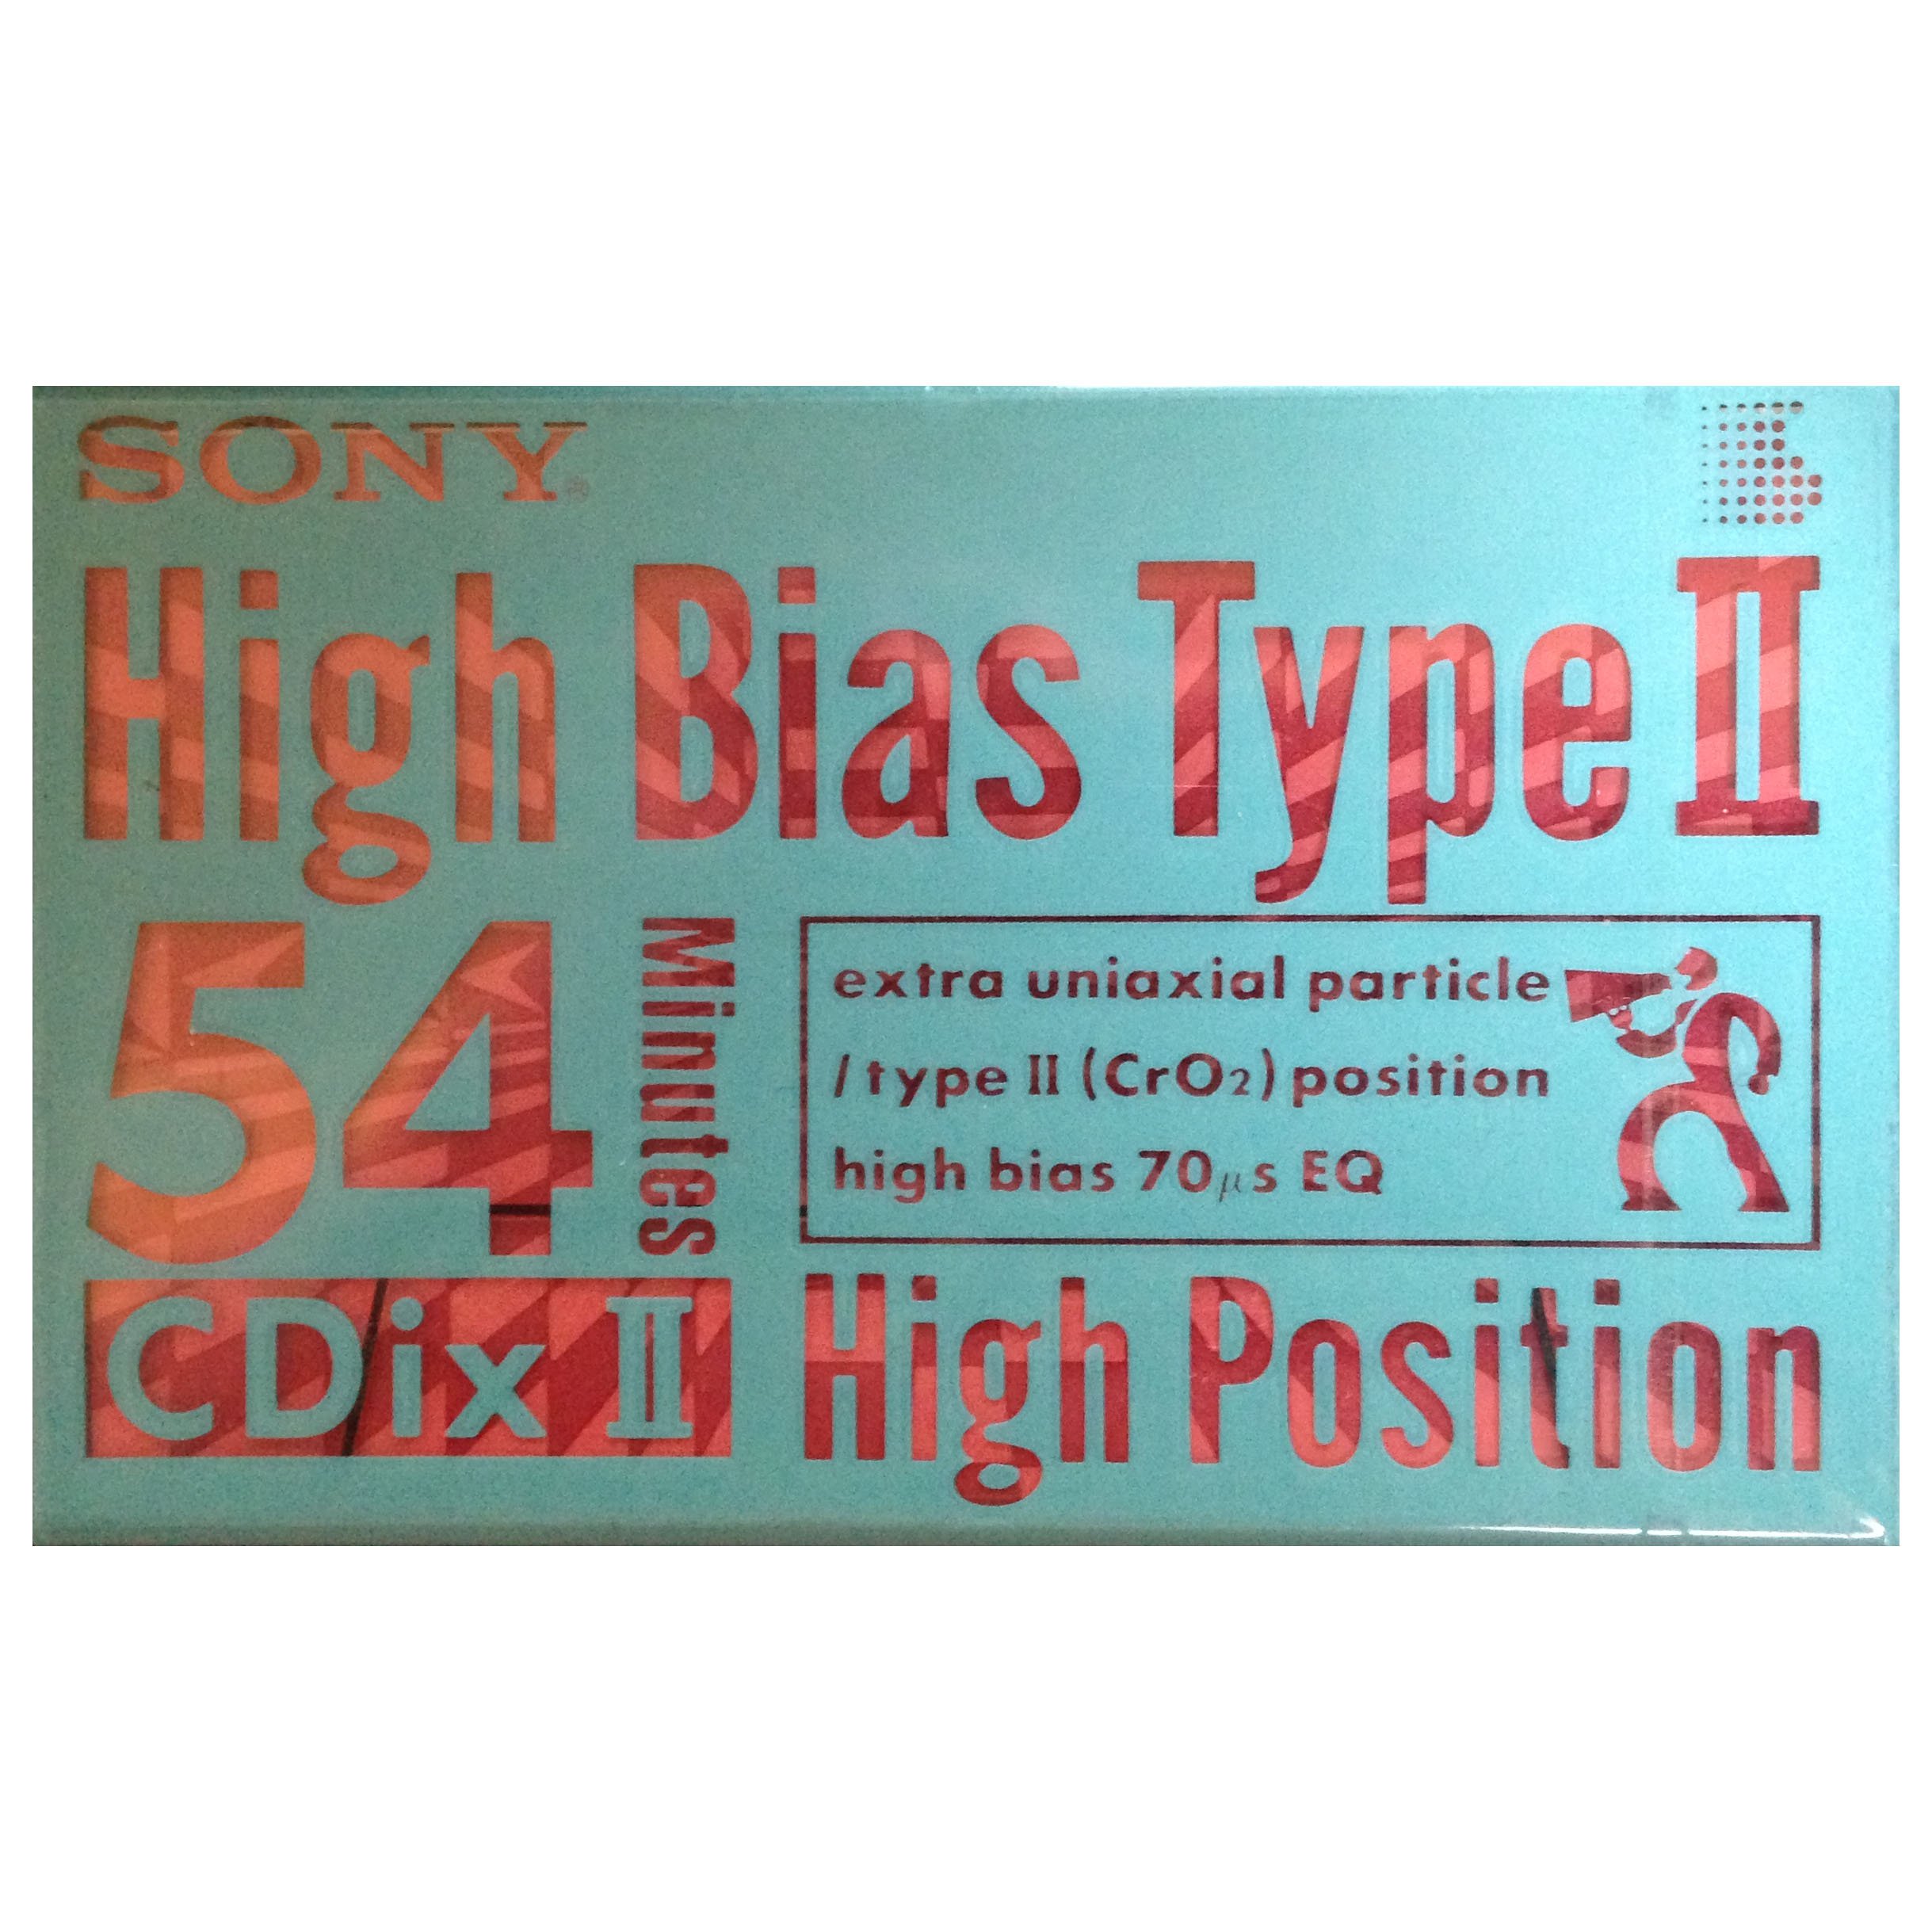 SONY®
High Bias Type II
54 Minutes
extra uniaxial particle
/type II (CrO2) position
high bias 70μs EQ
CDix II
High Position